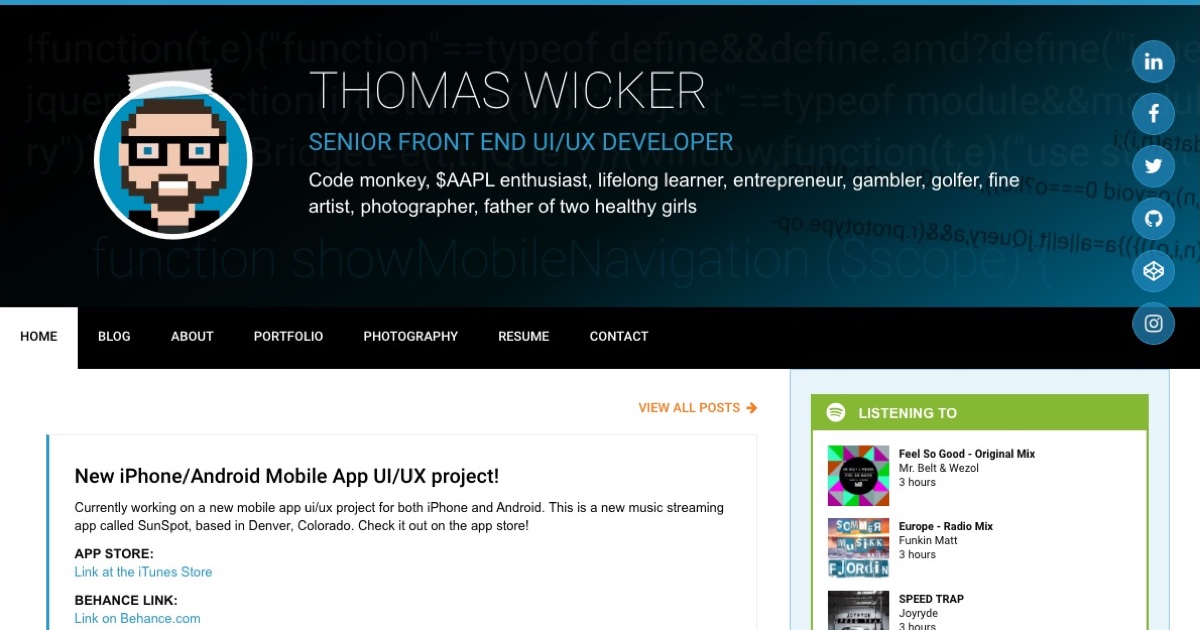 !function(t,e){"function"==typeof define&&define.amd?define("
THOMAS WICKER
SENIOR FRONT END UI/UX DEVELOPER
Code monkey, $AAPL enthusiast, lifelong learner, entrepreneur, gambler, golfer, fine
artist, photographer, father of two healthy girls
function showMobileNavigation ($scope) {
HOME BLOG ABOUT PORTFOLIO PHOTOGRAPHY RESUME CONTACT
VIEW ALL POSTS
New iPhone/Android Mobile App UI/UX project!
Currently working on a new mobile app ui/ux project for both iPhone and Android. This is a new music streaming
app called SunSpot, based in Denver, Colorado. Check it out on the app store!
APP STORE:
Link at the iTunes Store
BEHANCE LINK:
Link on Behance.com
LISTENING TO
Feel So Good - Original Mix
Mr. Belt & Wezol
3 hours
SOMMER
MUSIKK
FJORDIN
Europe - Radio Mix
Funkin Matt
3 hours
JOYRYDE
SPEED TRAP
SPEED TRAP
Joyryde
3 hours